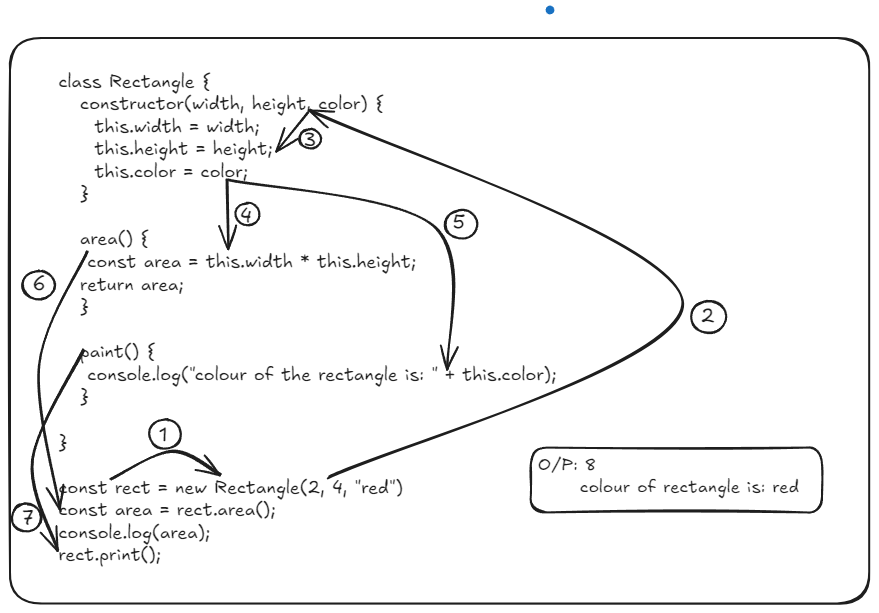 class Rectangle {
constructor(width, height, color) {
this.width = width;
this.height = height;
3
this.color = color;
}
4
5
area() {
const area = this.width * this.height;
6
return area;
}
2
paint() {
console.log("colour of the rectangle is: " + this.color);
}
}
1
const rect = new Rectangle(2, 4, "red")
const area = rect.area();
7
console.log(area);
rect.print();
O/P: 8
colour of rectangle is: red